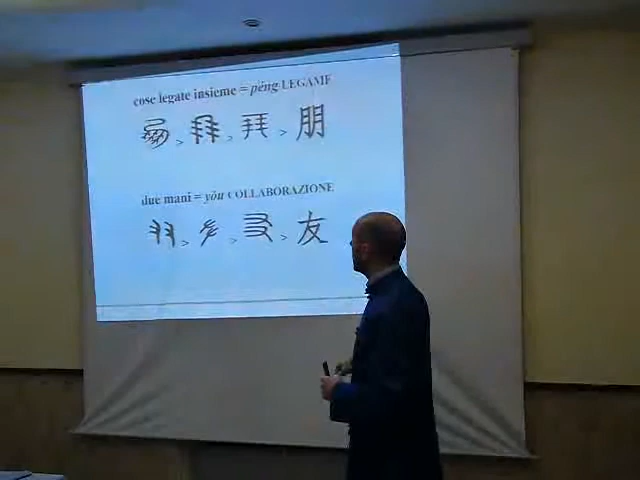 cose legate insieme = péng LEGAME
> > > 朋
due mani = yǒu COLLABORAZIONE
> > > 友